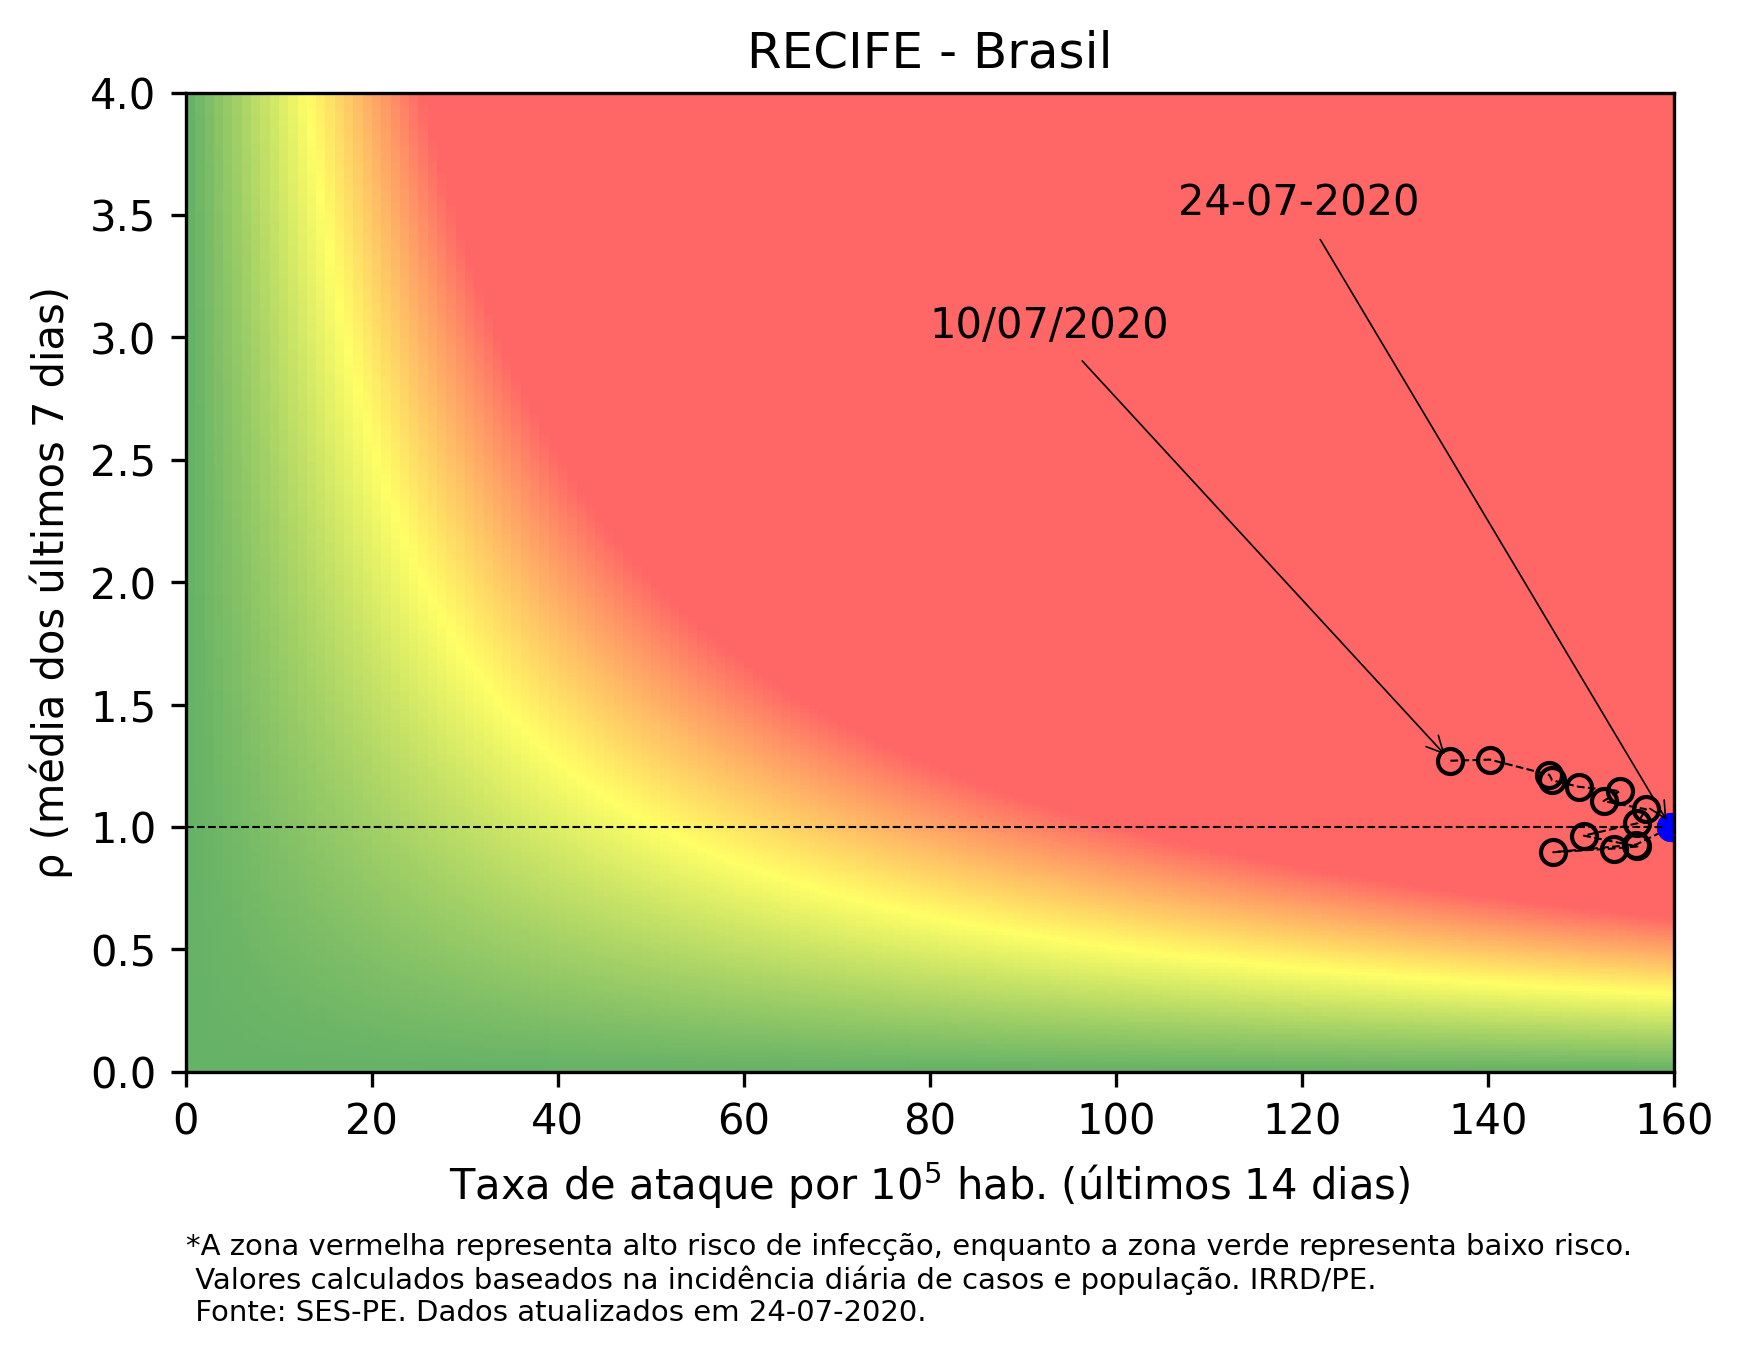 RECIFE - Brasil
4.0
3.5
3.0
2.5
2.0
1.5
1.0
0.5
0.0
ρ (média dos últimos 7 dias)
24-07-2020
10/07/2020
0 20 40 60 80 100 120 140 160
Taxa de ataque por 10⁵ hab. (últimos 14 dias)
*A zona vermelha representa alto risco de infecção, enquanto a zona verde representa baixo risco.
Valores calculados baseados na incidência diária de casos e população. IRRD/PE.
Fonte: SES-PE. Dados atualizados em 24-07-2020.